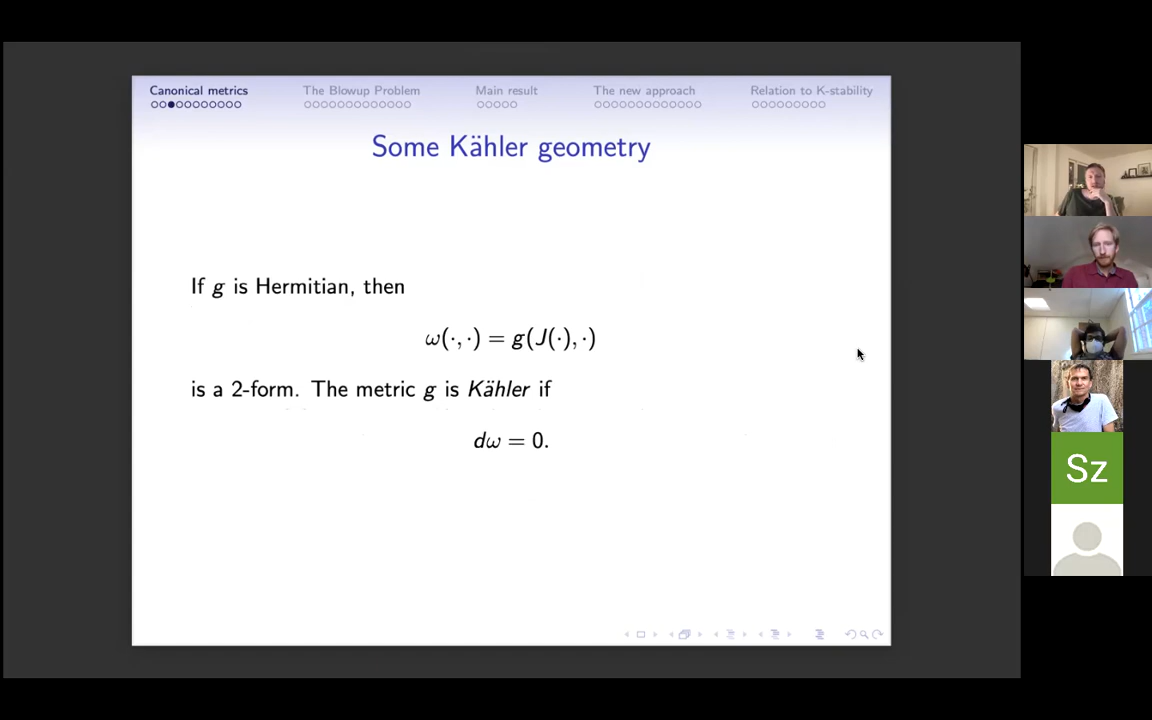 Canonical metrics The Blowup Problem Main result The new approach Relation to K-stability
Some Kähler geometry
If g is Hermitian, then
ω(·, ·) = g(J(·), ·)
is a 2-form. The metric g is Kähler if
dω = 0.
Sz